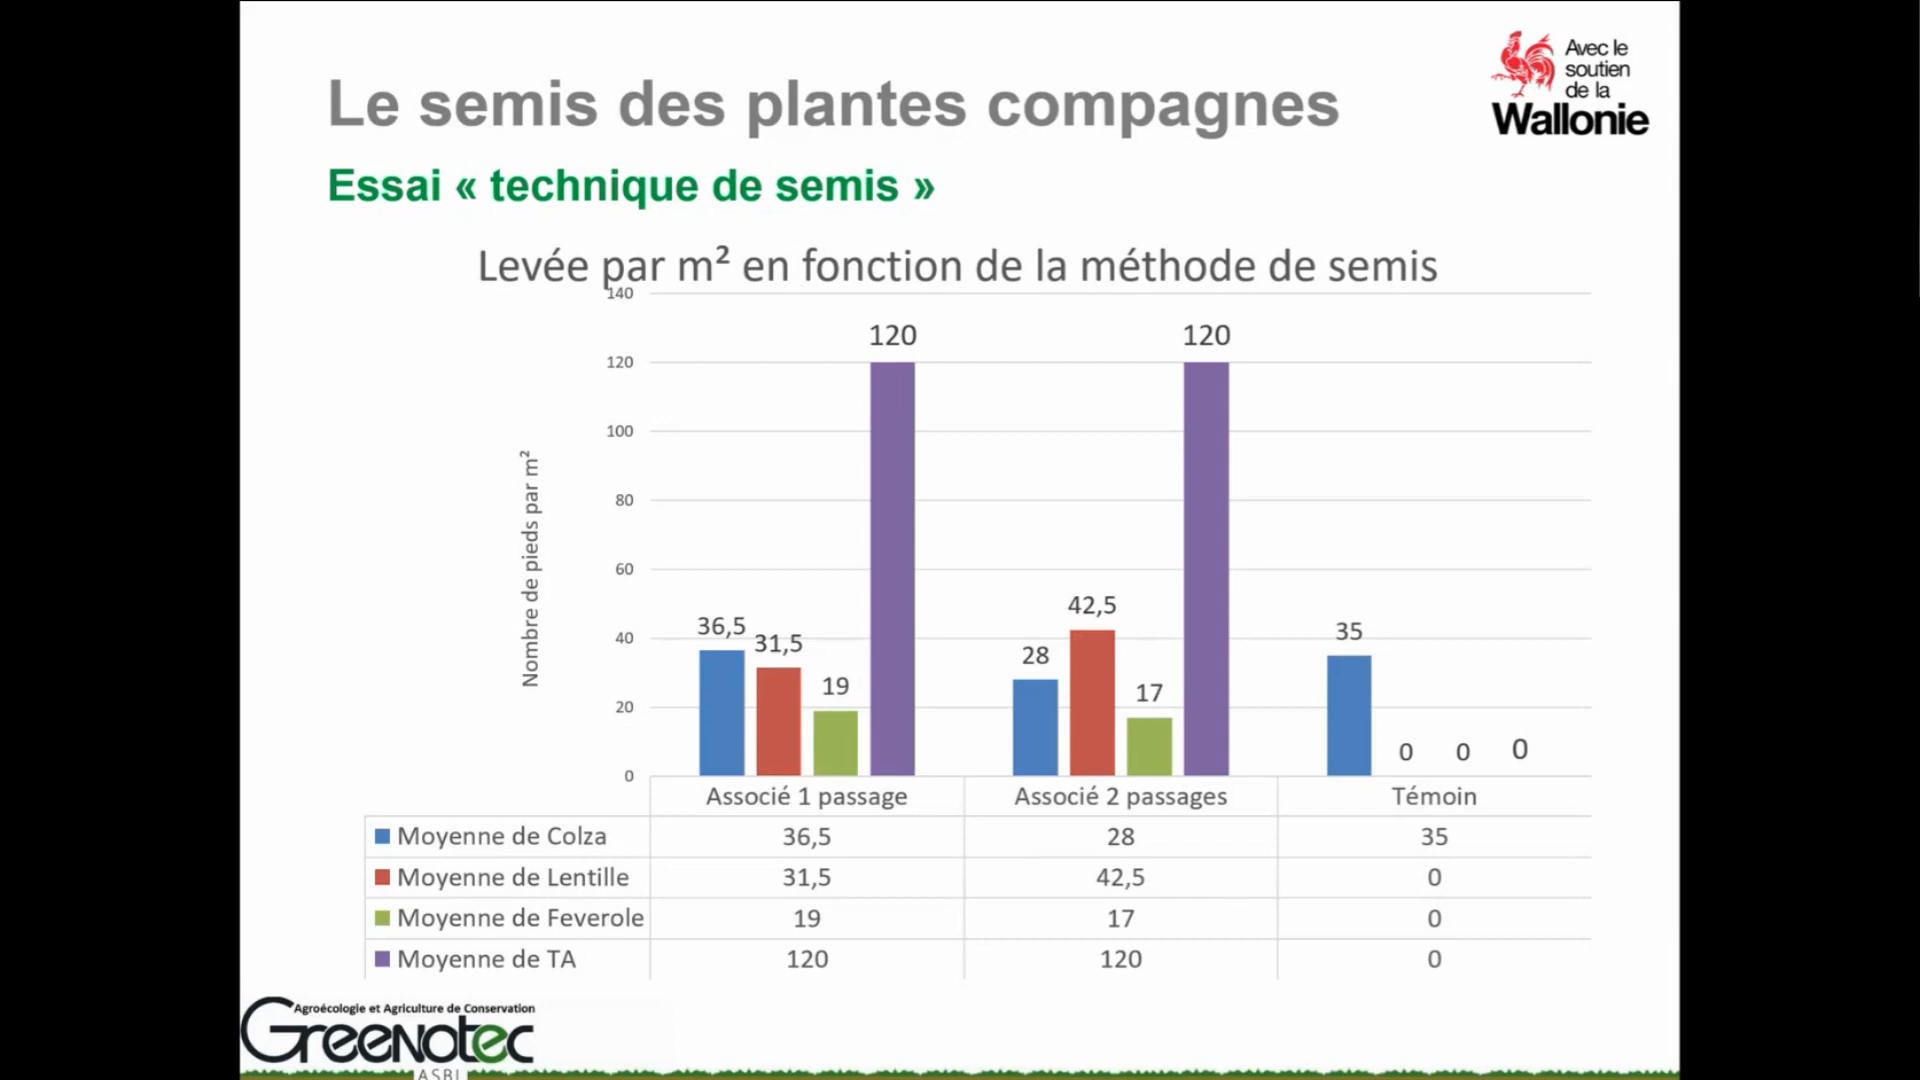 Avec le
soutien
de la
Wallonie
Le semis des plantes compagnes
Essai « technique de semis »
Levée par m² en fonction de la méthode de semis
Nombre de pieds par m²
140
120
100
80
60
40
20
0
36,5
31,5
19
120
28
42,5
17
120
35
0
0
0
Associé 1 passage Associé 2 passages Témoin
Moyenne de Colza 36,5 28 35
Moyenne de Lentille 31,5 42,5 0
Moyenne de Feverole 19 17 0
Moyenne de TA 120 120 0
Agroécologie et Agriculture de Conservation
Greenotec
ASBL